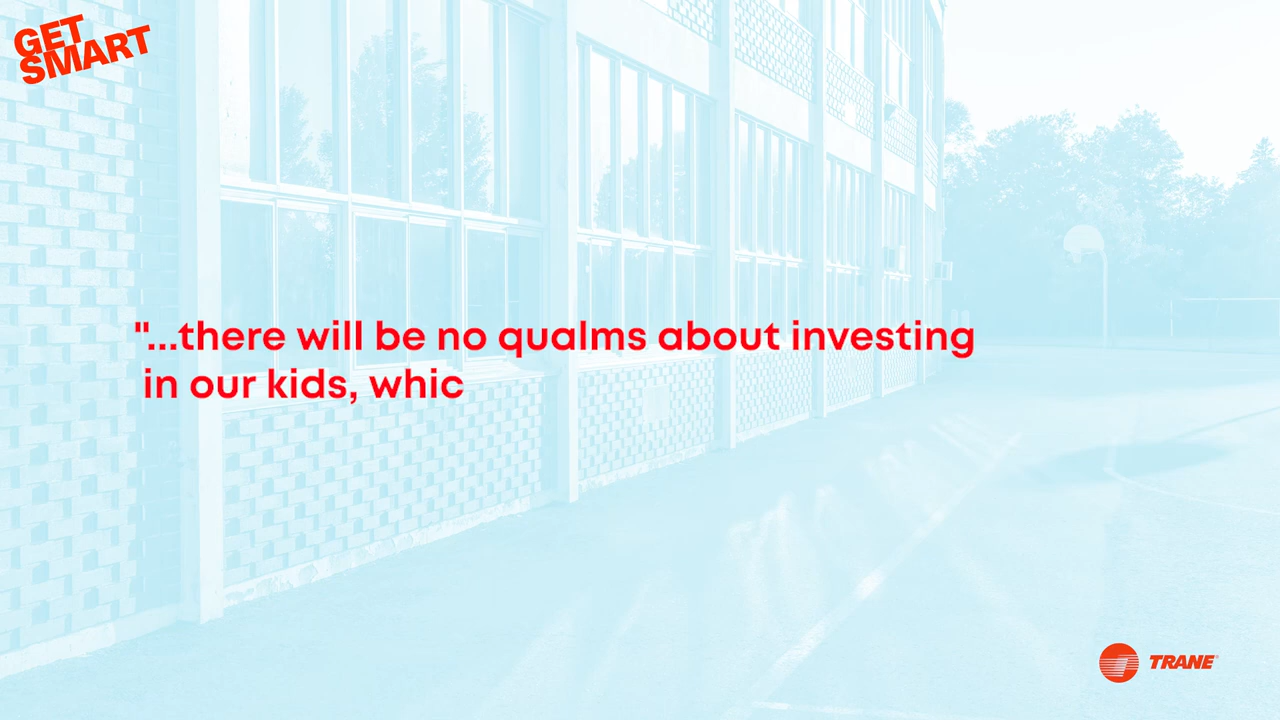 GET
SMART
"...there will be no qualms about investing
in our kids, whic
TRANE